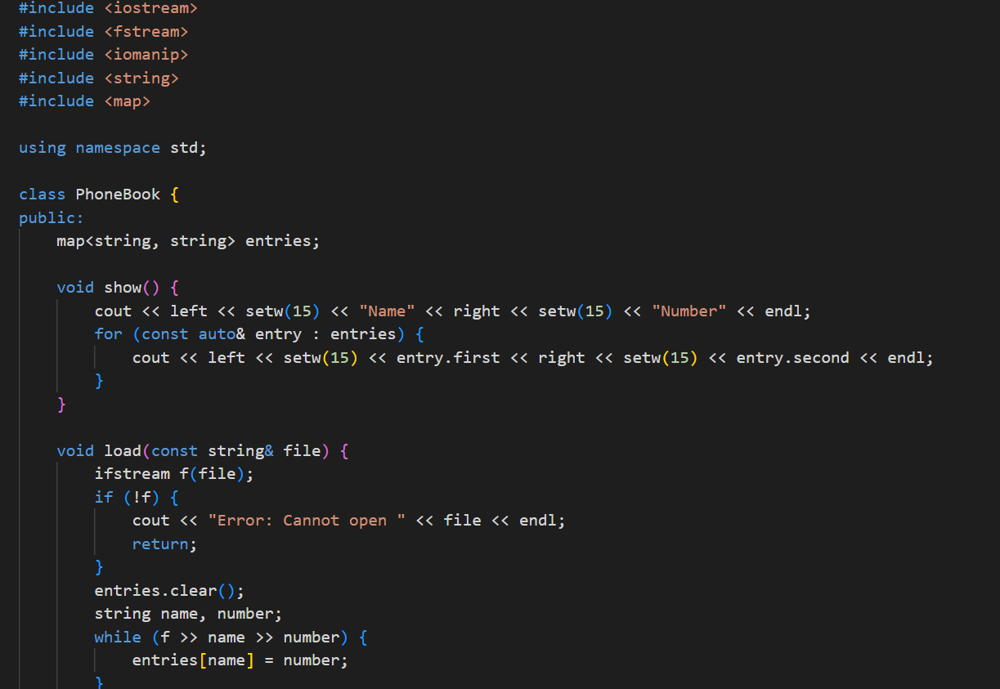 #include <iostream>
#include <fstream>
#include <iomanip>
#include <string>
#include <map>

using namespace std;

class PhoneBook {
public:
    map<string, string> entries;

    void show() {
        cout << left << setw(15) << "Name" << right << setw(15) << "Number" << endl;
        for (const auto& entry : entries) {
            cout << left << setw(15) << entry.first << right << setw(15) << entry.second << endl;
        }
    }

    void load(const string& file) {
        ifstream f(file);
        if (!f) {
            cout << "Error: Cannot open " << file << endl;
            return;
        }
        entries.clear();
        string name, number;
        while (f >> name >> number) {
            entries[name] = number;
        }